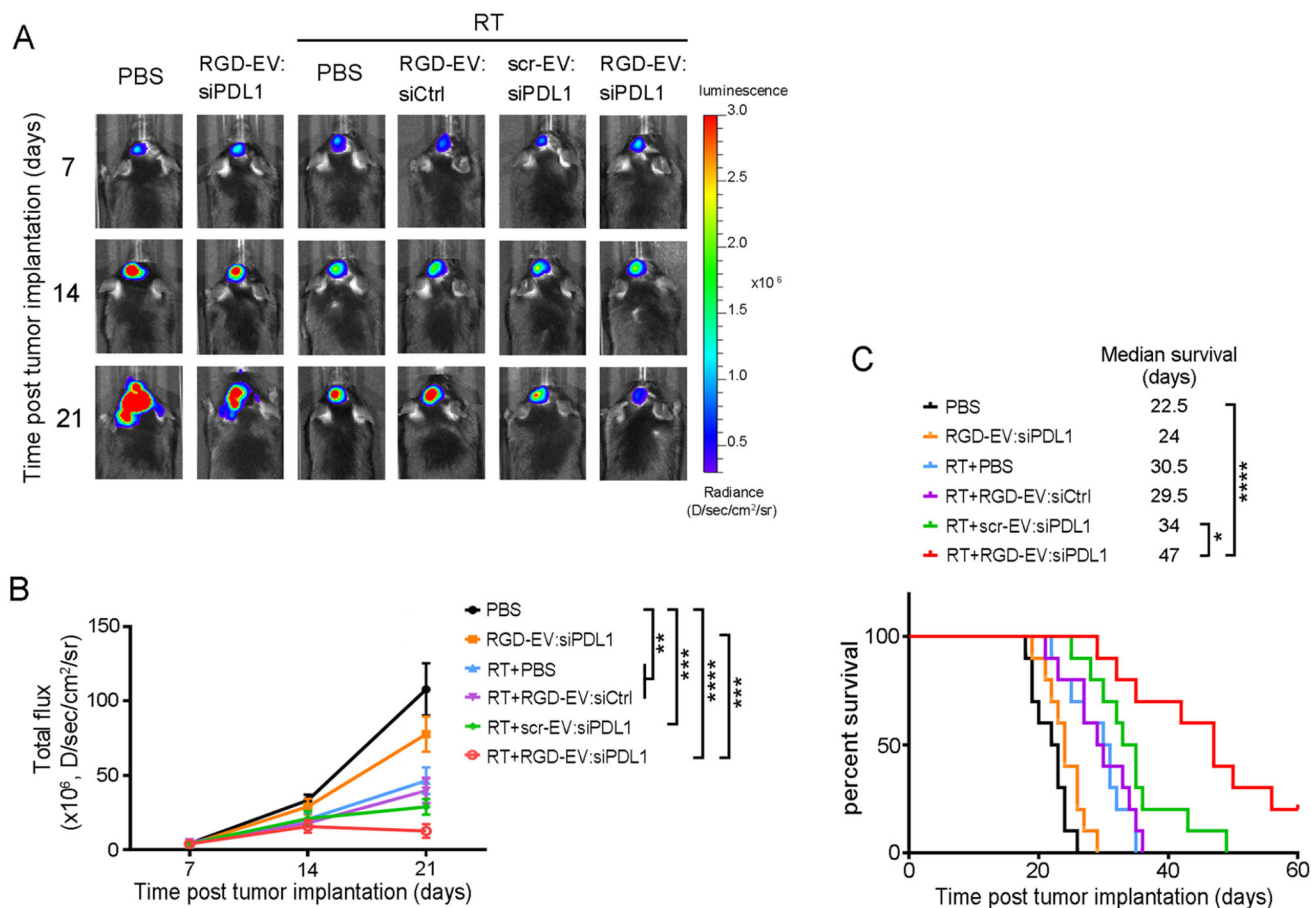 A
RT
PBS
RGD-EV:
siPDL1
PBS
RGD-EV:
siCtrl
scr-EV:
siPDL1
RGD-EV:
siPDL1
luminescence
Time post tumor implantation (days)
7
14
21
3.0
2.5
2.0
x10 6
1.5
1.0
0.5
Radiance
(D/sec/cm²/sr)
B
Total flux
(x10⁶, D/sec/cm²/sr)
150
100
50
0
7 14 21
Time post tumor implantation (days)
PBS
RGD-EV:siPDL1
RT+PBS
RT+RGD-EV:siCtrl
RT+scr-EV:siPDL1
RT+RGD-EV:siPDL1
**
***
****
***
C
Median survival
(days)
PBS 22.5
RGD-EV:siPDL1 24
RT+PBS 30.5
RT+RGD-EV:siCtrl 29.5
RT+scr-EV:siPDL1 34
RT+RGD-EV:siPDL1 47
*
****
percent survival
100
50
0
0 20 40 60
Time post tumor implantation (days)